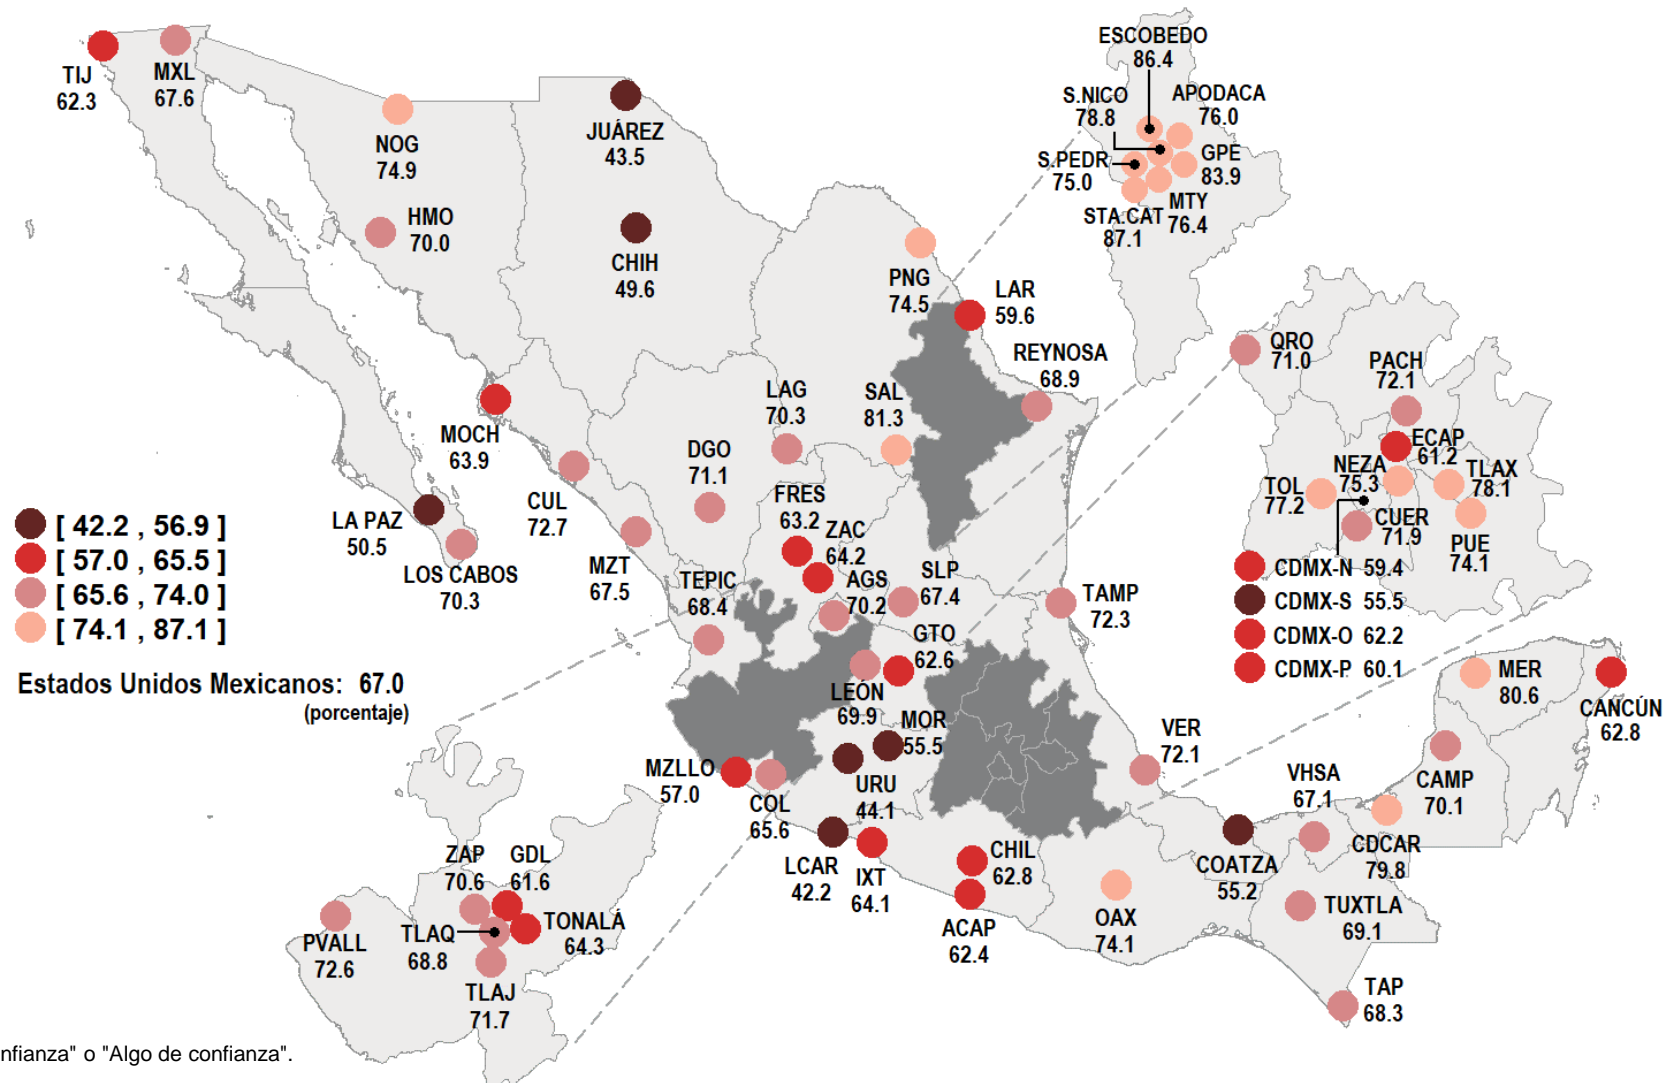 ESCOBEDO
86.4
S.NICO
78.8
APODACA
76.0
S.PEDR
75.0
GPE
83.9
MTY
76.4
STA.CAT
87.1
TIJ
62.3
MXL
67.6
NOG
74.9
JUÁREZ
43.5
HMO
70.0
CHIH
49.6
PNG
74.5
LAR
59.6
REYNOSA
68.9
QRO
71.0
PACH
72.1
LAG
70.3
SAL
81.3
MOCH
63.9
DGO
71.1
CUL
72.7
FRES
63.2
ZAC
64.2
ECAP
61.2
NEZA
75.3
TLAX
78.1
TOL
77.2
CUER
71.9
PUE
74.1
LA PAZ
50.5
LOS CABOS
70.3
MZT
67.5
TEPIC
68.4
AGS
70.2
SLP
67.4
TAMP
72.3
CDMX-N 59.4
CDMX-S 55.5
CDMX-O 62.2
CDMX-P 60.1
[ 42.2 , 56.9 ]
[ 57.0 , 65.5 ]
[ 65.6 , 74.0 ]
[ 74.1 , 87.1 ]
Estados Unidos Mexicanos: 67.0
(porcentaje)
GTO
62.6
LEÓN
69.9
MOR
55.5
MER
80.6
CANCÚN
62.8
VER
72.1
MZLLO
57.0
COL
65.6
URU
44.1
VHSA
67.1
CAMP
70.1
LCAR
42.2
IXT
64.1
CHIL
62.8
ACAP
62.4
COATZA
55.2
CDCAR
79.8
OAX
74.1
TUXTLA
69.1
TAP
68.3
ZAP
70.6
GDL
61.6
TONALÁ
64.3
PVALL
72.6
TLAQ
68.8
TLAJ
71.7
nfianza" o "Algo de confianza".